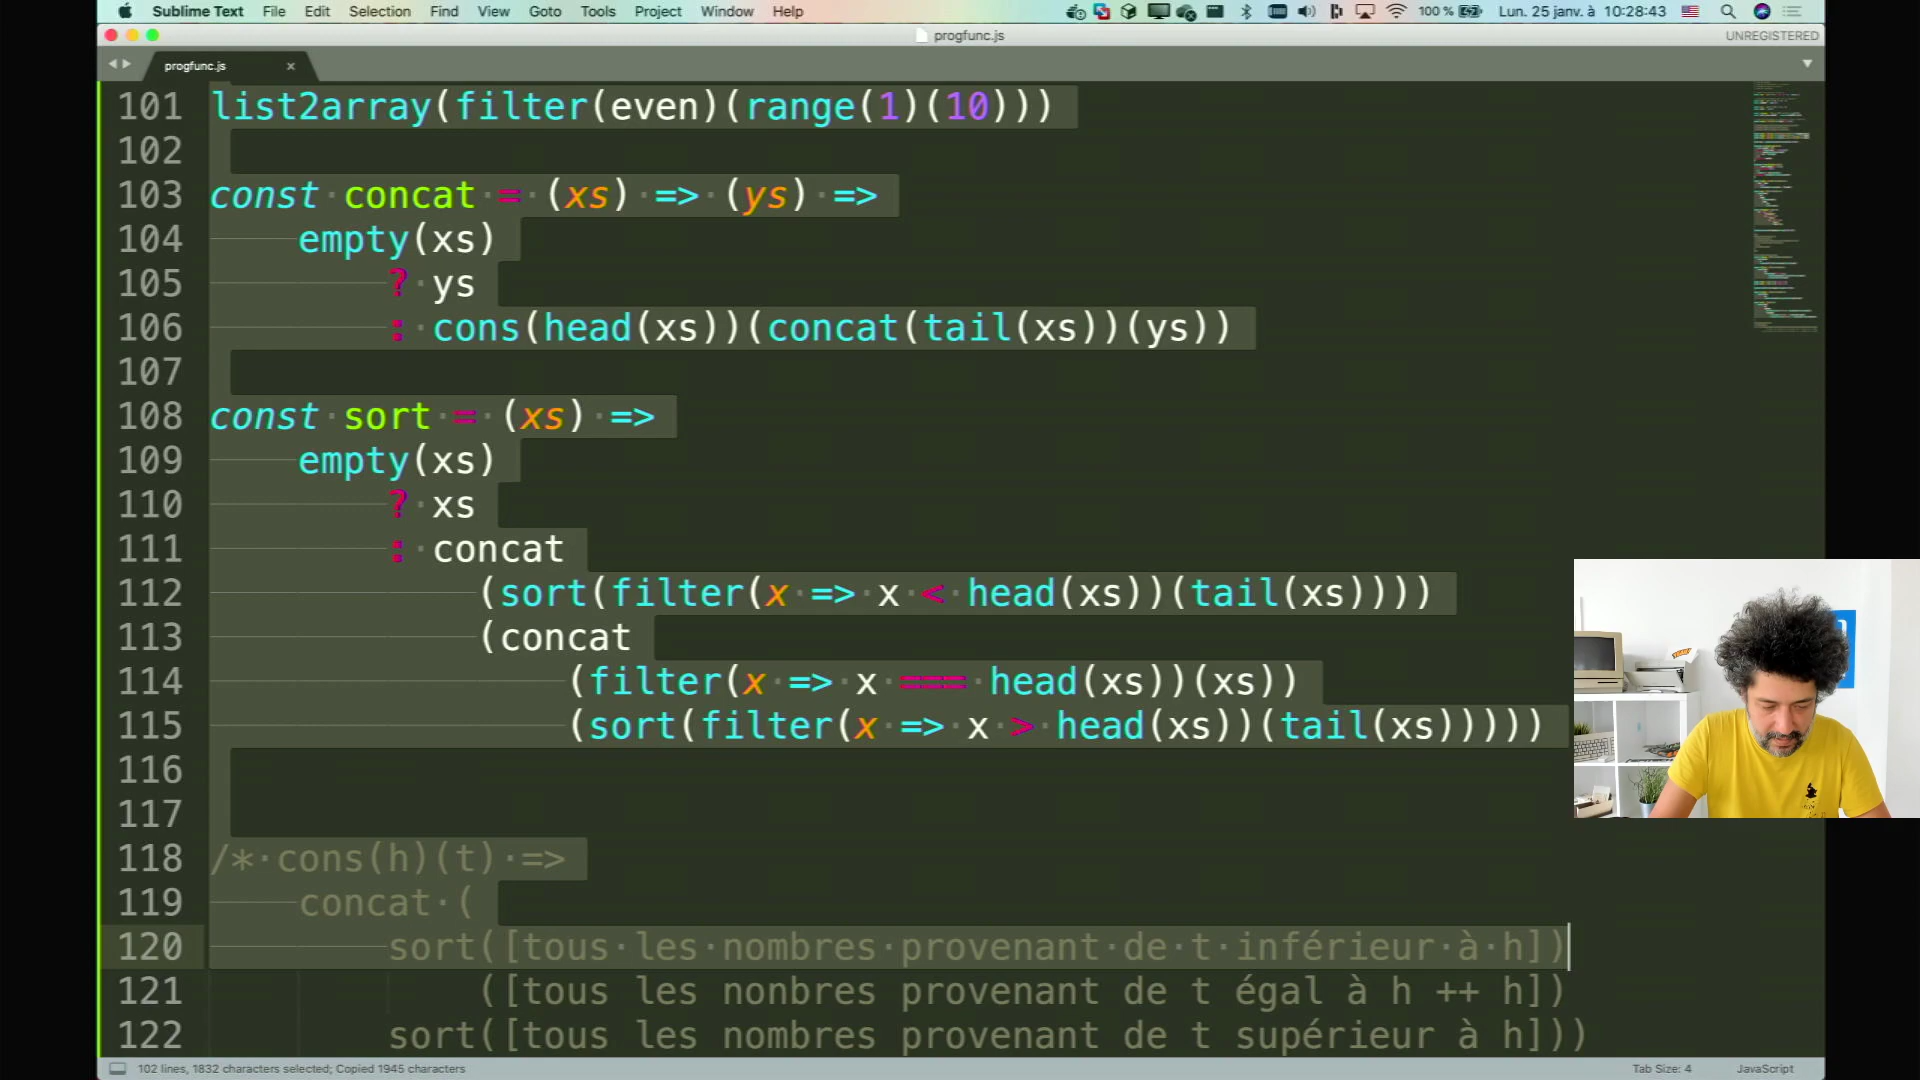 Sublime Text File Edit Selection Find View Goto Tools Project Window Help 100 % Lun. 25 janv. à 10:28:43
progfunc.js UNREGISTERED
progfunc.js
101 list2array(filter(even)(range(1)(10)))
102
103 const concat = (xs) => (ys) =>
104 empty(xs)
105 ? ys
106 : cons(head(xs))(concat(tail(xs))(ys))
107
108 const sort = (xs) =>
109 empty(xs)
110 ? xs
111 : concat
112 (sort(filter(x => x < head(xs))(tail(xs))))
113 (concat
114 (filter(x => x === head(xs))(xs))
115 (sort(filter(x => x > head(xs))(tail(xs)))))
116
117
118 /* cons(h)(t) =>
119 concat (
120 sort([tous les nombres provenant de t inférieur à h])
121 ([tous les nonbres provenant de t égal à h ++ h])
122 sort([tous les nombres provenant de t supérieur à h]))
102 lines, 1832 characters selected; Copied 1945 characters Tab Size: 4 JavaScript